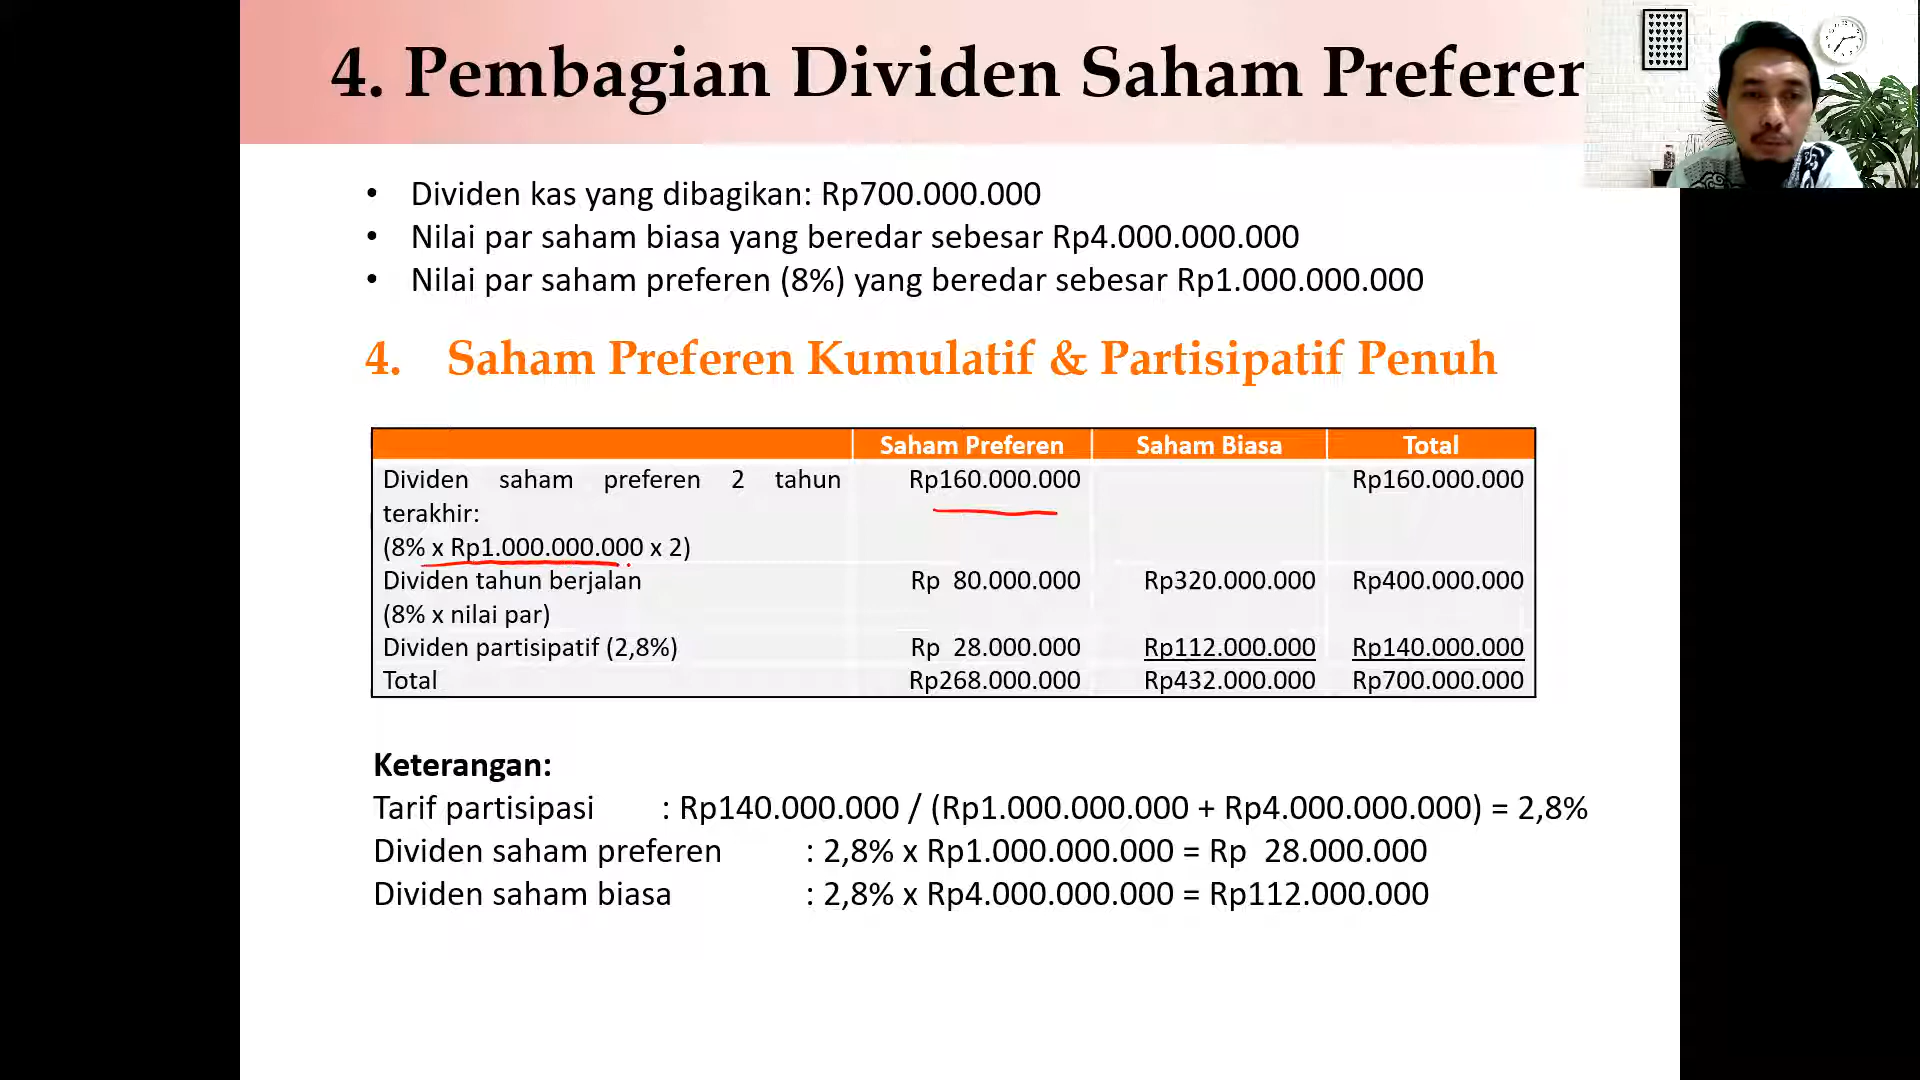 4. Pembagian Dividen Saham Preferen
• Dividen kas yang dibagikan: Rp700.000.000
• Nilai par saham biasa yang beredar sebesar Rp4.000.000.000
• Nilai par saham preferen (8%) yang beredar sebesar Rp1.000.000.000
4. Saham Preferen Kumulatif & Partisipatif Penuh
Saham Preferen Saham Biasa Total
Dividen saham preferen 2 tahun Rp160.000.000 Rp160.000.000
terakhir:
(8% x Rp1.000.000.000 x 2)
Dividen tahun berjalan Rp 80.000.000 Rp320.000.000 Rp400.000.000
(8% x nilai par)
Dividen partisipatif (2,8%) Rp 28.000.000 Rp112.000.000 Rp140.000.000
Total Rp268.000.000 Rp432.000.000 Rp700.000.000
Keterangan:
Tarif partisipasi : Rp140.000.000 / (Rp1.000.000.000 + Rp4.000.000.000) = 2,8%
Dividen saham preferen : 2,8% x Rp1.000.000.000 = Rp 28.000.000
Dividen saham biasa : 2,8% x Rp4.000.000.000 = Rp112.000.000